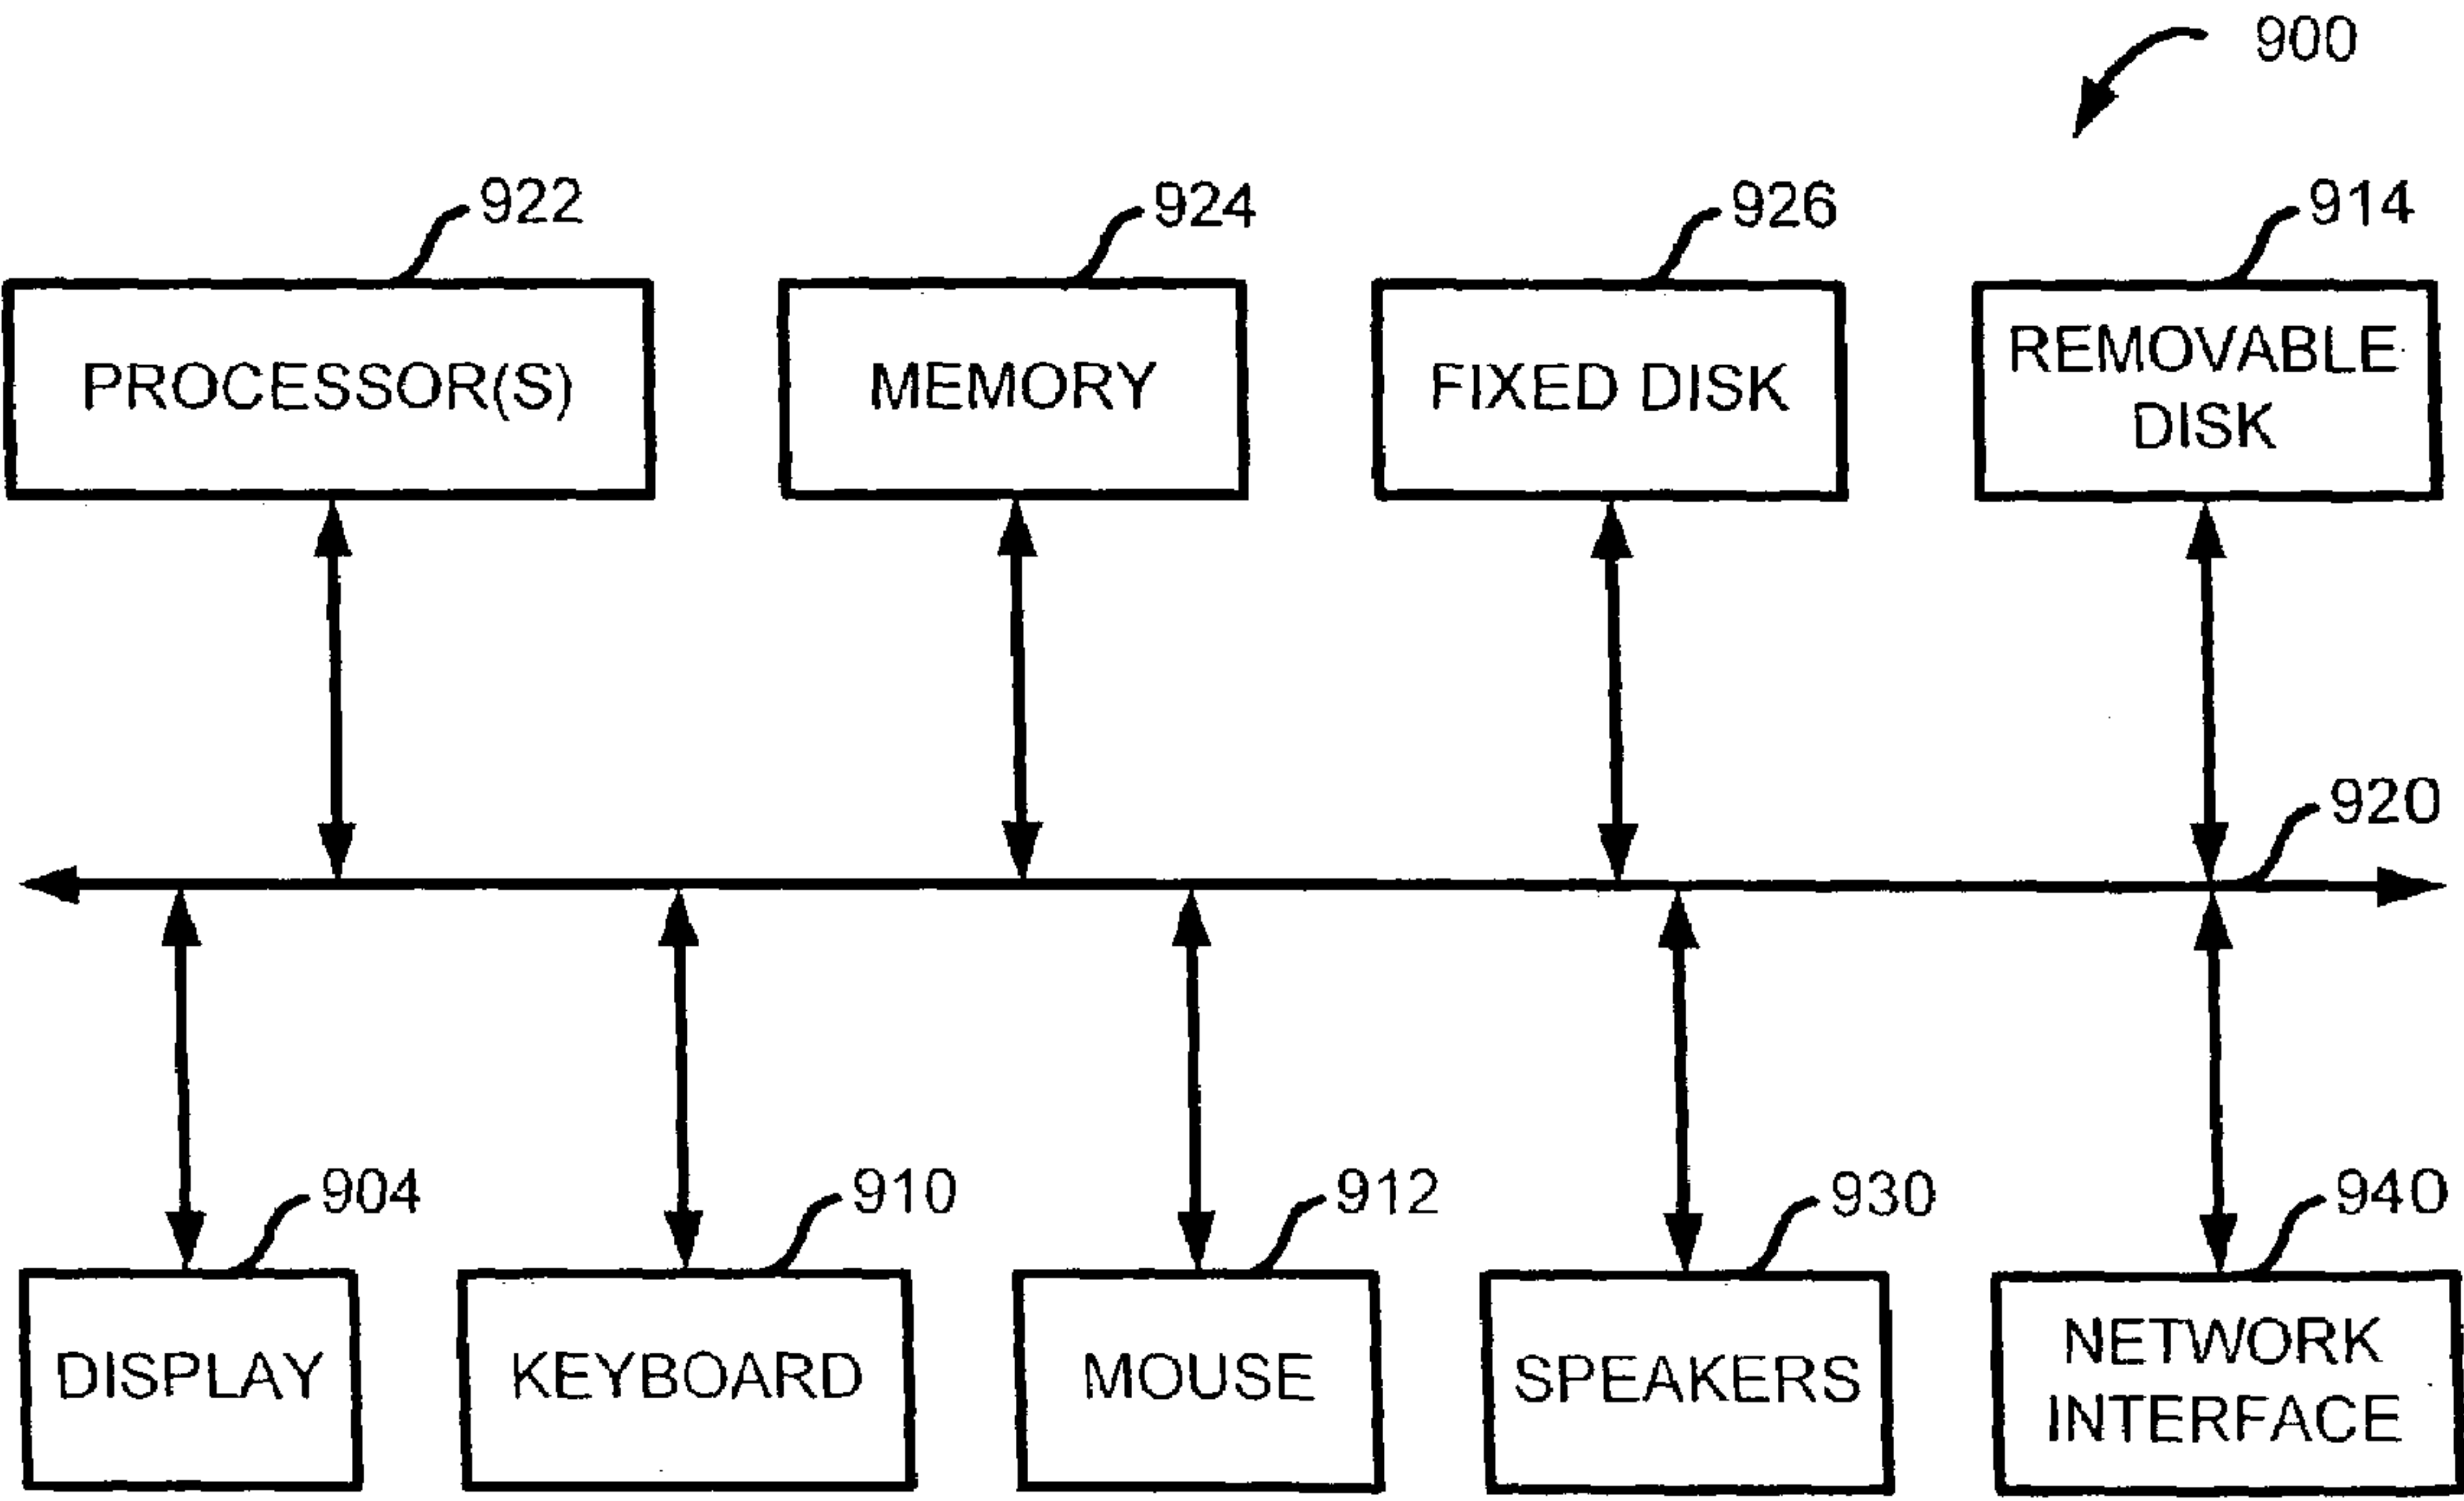 900
922
924
926
914
PROCESSOR(S)
MEMORY
FIXED DISK
REMOVABLE
DISK
920
904
910
912
930
940
DISPLAY
KEYBOARD
MOUSE
SPEAKERS
NETWORK
INTERFACE